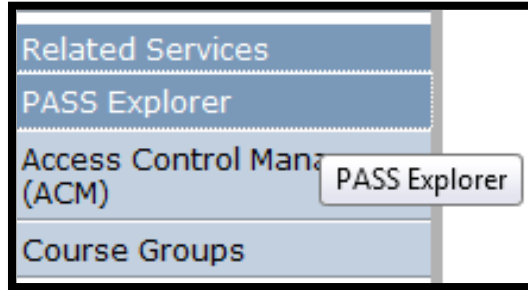 Related Services
PASS Explorer
Access Control Mana
(ACM)
PASS Explorer
Course Groups